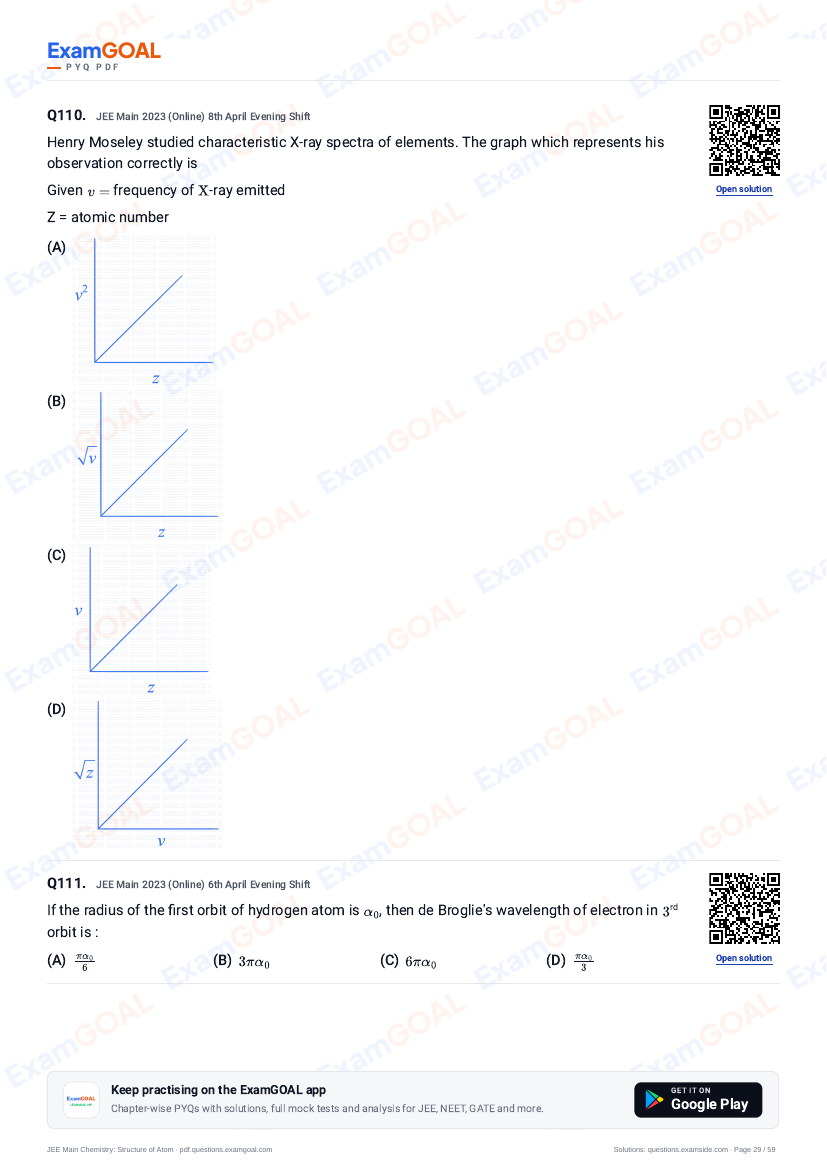 ExamGOAL
PYQ PDF
Q110. JEE Main 2023 (Online) 8th April Evening Shift
Henry Moseley studied characteristic X-ray spectra of elements. The graph which represents his
observation correctly is
Open solution
Given v = frequency of X-ray emitted
Z = atomic number
(A)
v²
z
(B)
√v
z
(C)
v
z
(D)
√z
v
Q111. JEE Main 2023 (Online) 6th April Evening Shift
If the radius of the first orbit of hydrogen atom is α₀, then de Broglie's wavelength of electron in 3rd
orbit is :
(A) πα₀/6 (B) 3πα₀ (C) 6πα₀ (D) πα₀/3
Open solution
ExamGOAL
Keep practising on the ExamGOAL app
Chapter-wise PYQs with solutions, full mock tests and analysis for JEE, NEET, GATE and more.
GET IT ON
Google Play
JEE Main Chemistry: Structure of Atom · pdf.questions.examgoal.com
Solutions: questions.examside.com · Page 29 / 59